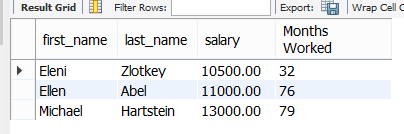 Result Grid Filter Rows: Export: Wrap Cell C
first_name last_name salary Months Worked
Eleni Zlotkey 10500.00 32
Ellen Abel 11000.00 76
Michael Hartstein 13000.00 79